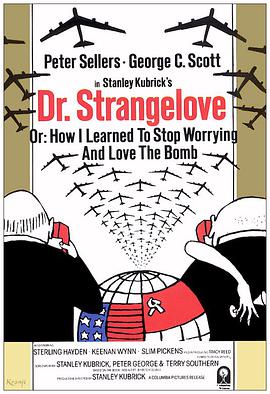 Peter Sellers · George C. Scott
in Stanley Kubrick's
Dr. Strangelove
Or: How I Learned To Stop Worrying
And Love The Bomb
STERLING HAYDEN · KEENAN WYNN · SLIM PICKENS
TRACY REED
STANLEY KUBRICK, PETER GEORGE & TERRY SOUTHERN
STANLEY KUBRICK · A COLUMBIA PICTURES RELEASE